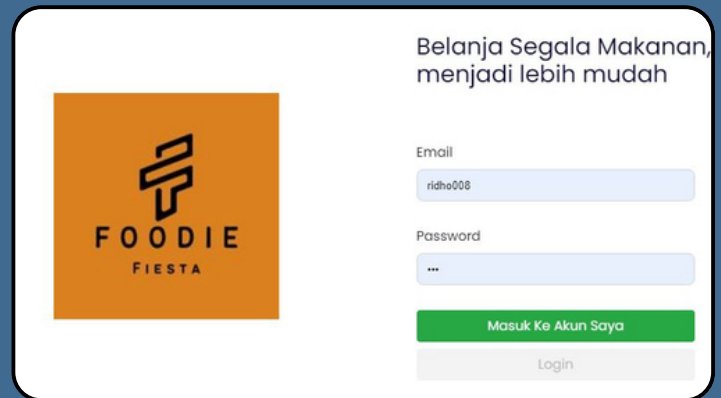 Belanja Segala Makanan,
menjadi lebih mudah
FOODIE
FIESTA
Email
ridho008
Password
•••
Masuk Ke Akun Saya
Login